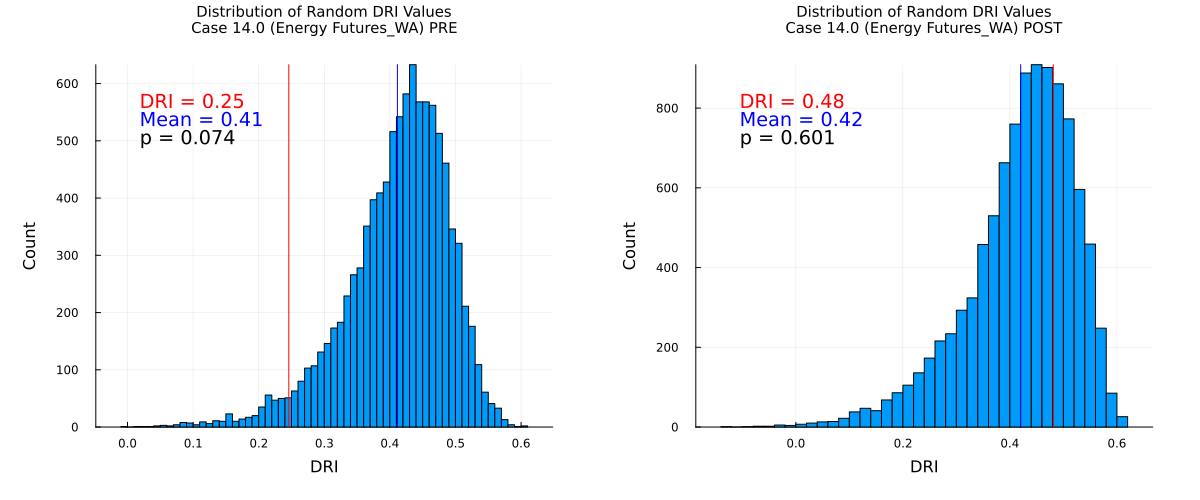 Distribution of Random DRI Values
Case 14.0 (Energy Futures_WA) PRE
600
500
400
300
200
100
0
Count
DRI = 0.25
Mean = 0.41
p = 0.074
0.0 0.1 0.2 0.3 0.4 0.5 0.6
DRI
Distribution of Random DRI Values
Case 14.0 (Energy Futures_WA) POST
800
600
400
200
0
Count
DRI = 0.48
Mean = 0.42
p = 0.601
0.0 0.2 0.4 0.6
DRI